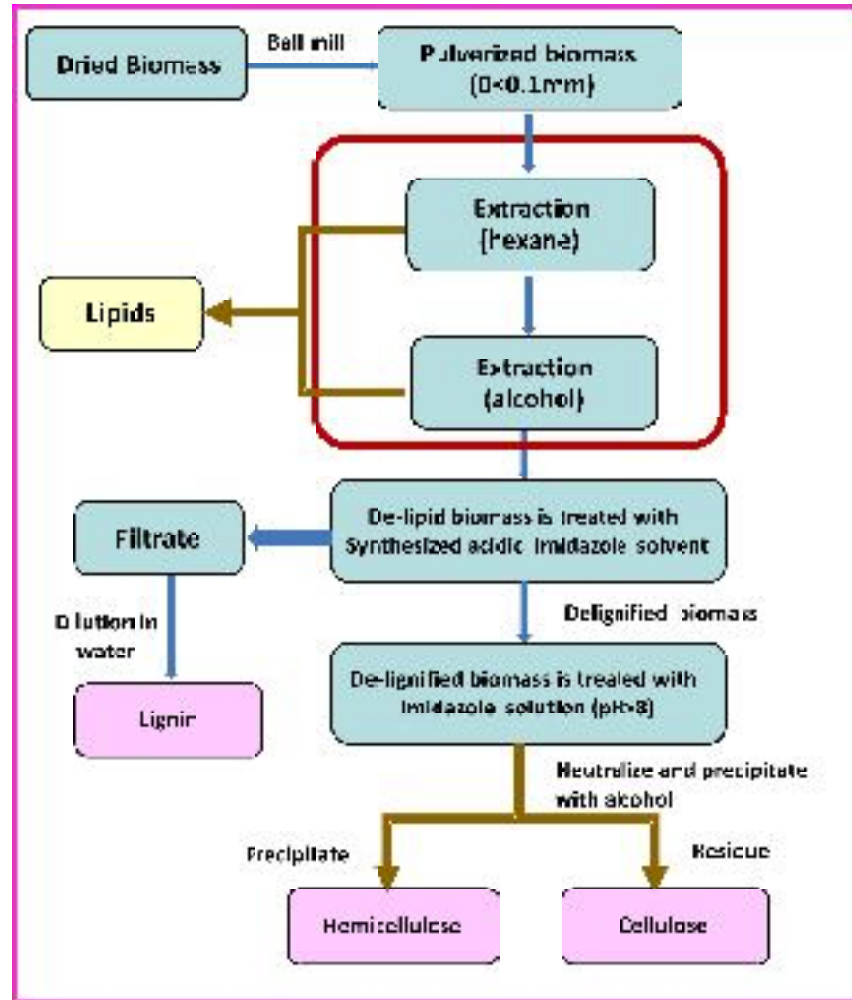 Dried Biomass
Ball mill
Pulverized biomass
(D<0.1mm)
Extraction
(hexane)
Lipids
Extraction
(alcohol)
De-lipid biomass is treated with
Synthesized acidic imidazole solvent
Filtrate
Dilution in
water
Delignified biomass
De-lignified biomass is treated with
imidazole solution (pH>8)
Lignin
Neutralize and precipitate
with alcohol
Precipitate
Residue
Hemicellulose
Cellulose